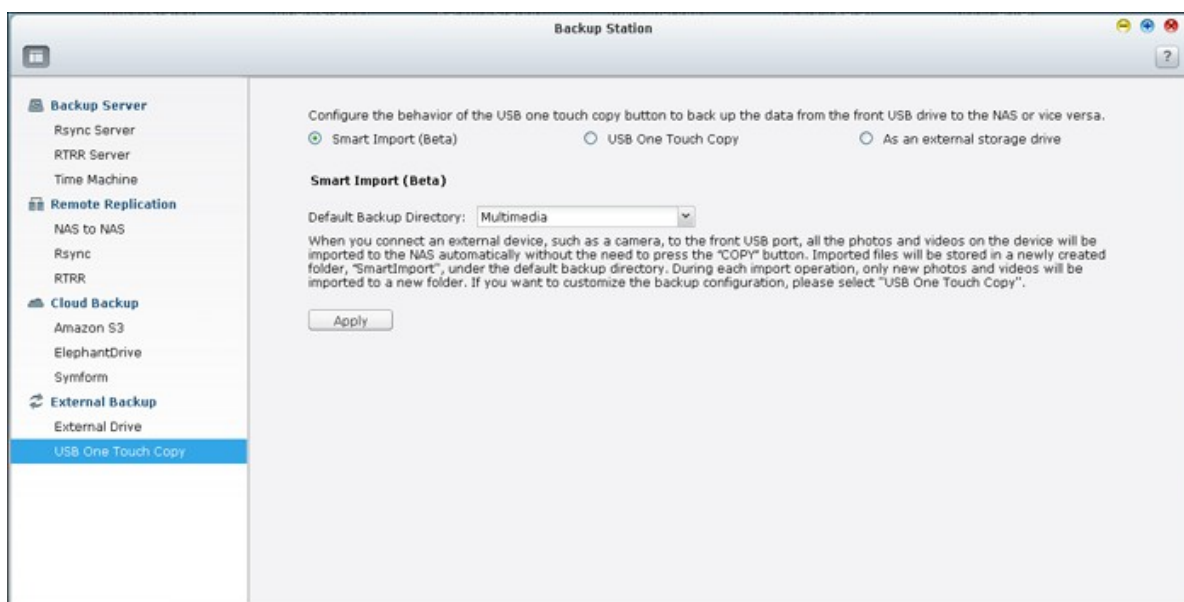 Backup Station
?
Backup Server
Rsync Server
RTRR Server
Time Machine
Remote Replication
NAS to NAS
Rsync
RTRR
Cloud Backup
Amazon S3
ElephantDrive
Symform
External Backup
External Drive
USB One Touch Copy
Configure the behavior of the USB one touch copy button to back up the data from the front USB drive to the NAS or vice versa.
Smart Import (Beta) USB One Touch Copy As an external storage drive
Smart Import (Beta)
Default Backup Directory: Multimedia
When you connect an external device, such as a camera, to the front USB port, all the photos and videos on the device will be
imported to the NAS automatically without the need to press the "COPY" button. Imported files will be stored in a newly created
folder, "SmartImport", under the default backup directory. During each import operation, only new photos and videos will be
imported to a new folder. If you want to customize the backup configuration, please select "USB One Touch Copy".
Apply